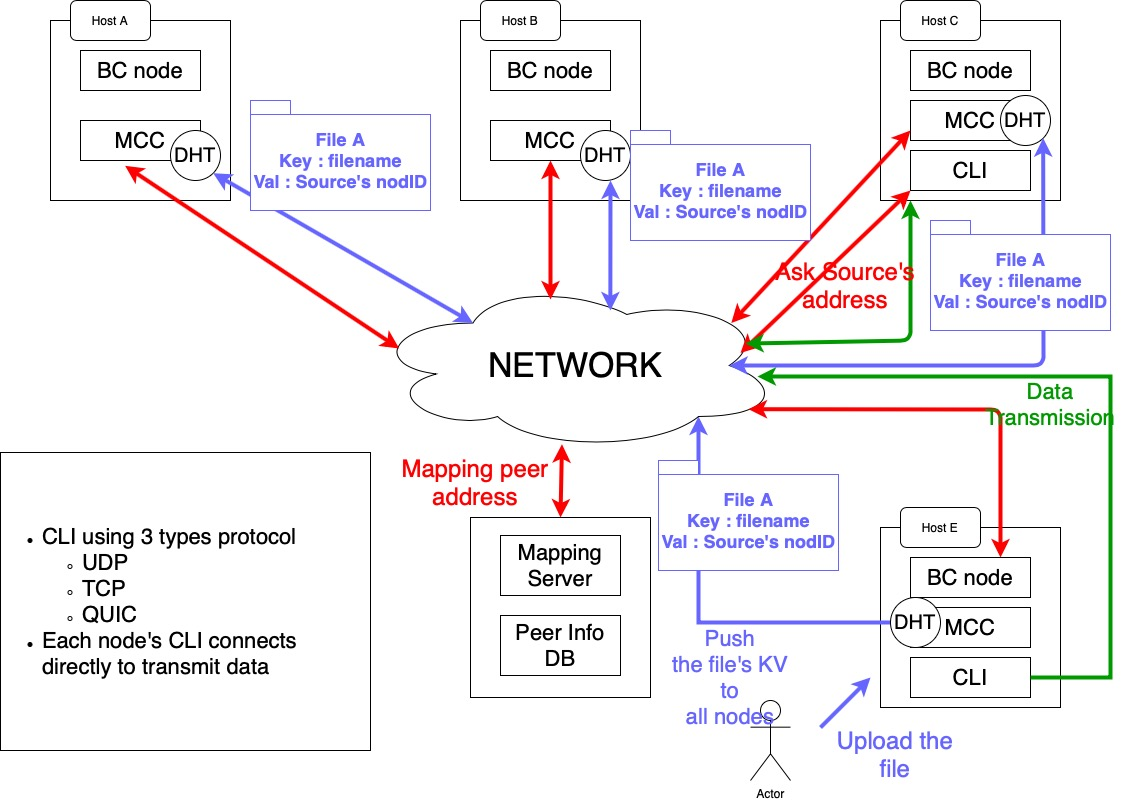 Host A
BC node
MCC
DHT
File A
Key : filename
Val : Source's nodID
Host B
BC node
MCC
DHT
File A
Key : filename
Val : Source's nodID
Host C
BC node
MCC
DHT
CLI
Ask Source's
address
File A
Key : filename
Val : Source's nodID
NETWORK
Data
Transmission
Mapping peer
address
Mapping
Server
Peer Info
DB
File A
Key : filename
Val : Source's nodID
Host E
BC node
DHT
MCC
CLI
Push
the file's KV
to
all nodes
Upload the
file
Actor
• CLI using 3 types protocol
◦ UDP
◦ TCP
◦ QUIC
• Each node's CLI connects
directly to transmit data